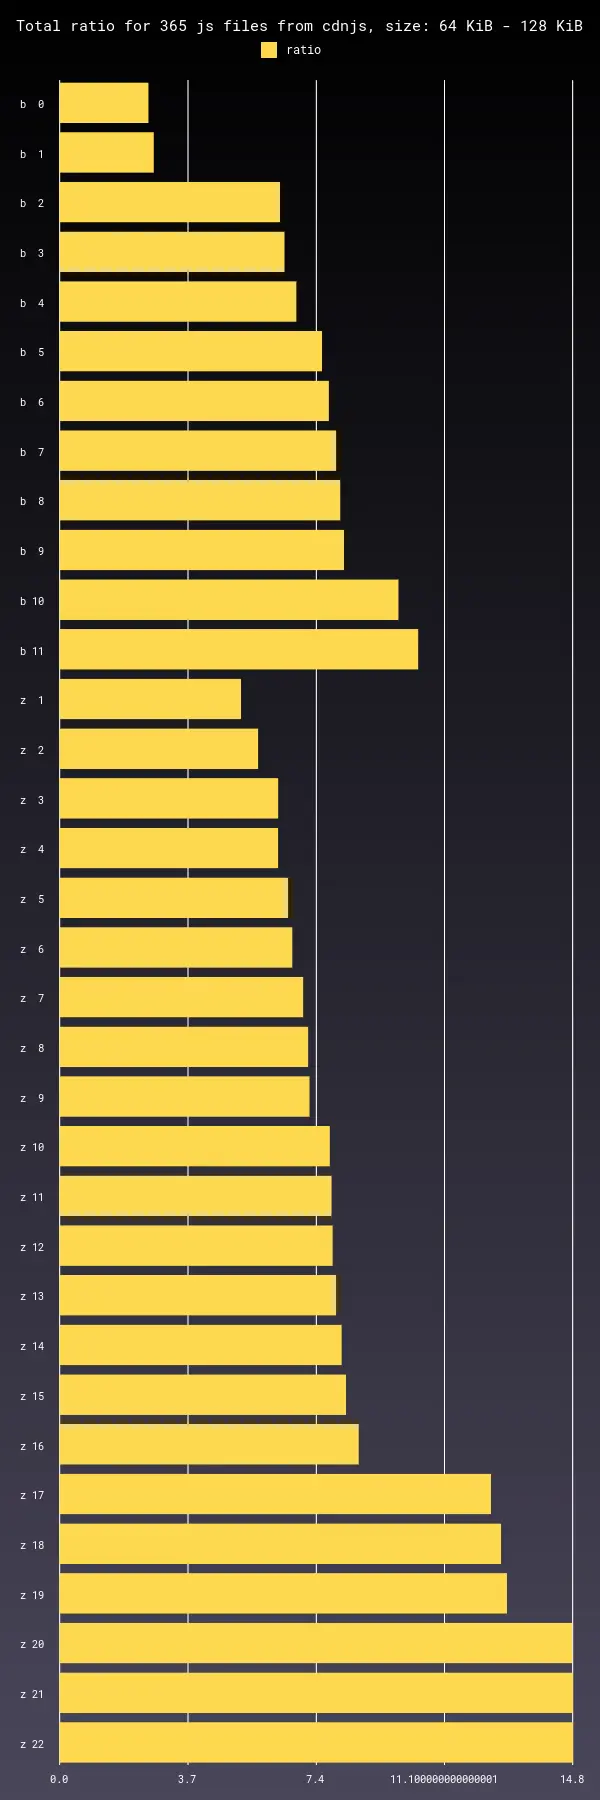 Total ratio for 365 js files from cdnjs, size: 64 KiB - 128 KiB
ratio
b 0
b 1
b 2
b 3
b 4
b 5
b 6
b 7
b 8
b 9
b 10
b 11
z 1
z 2
z 3
z 4
z 5
z 6
z 7
z 8
z 9
z 10
z 11
z 12
z 13
z 14
z 15
z 16
z 17
z 18
z 19
z 20
z 21
z 22
0.0 3.7 7.4 11.100000000000001 14.8